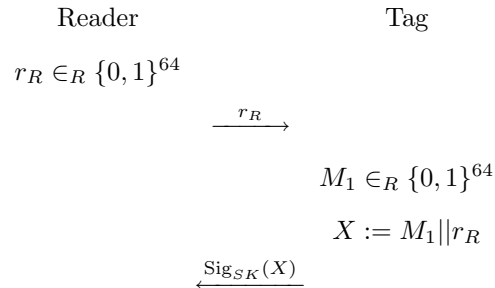 Reader Tag
r_R ∈_R {0, 1}^64
r_R
M_1 ∈_R {0, 1}^64
X := M_1||r_R
Sig_SK(X)